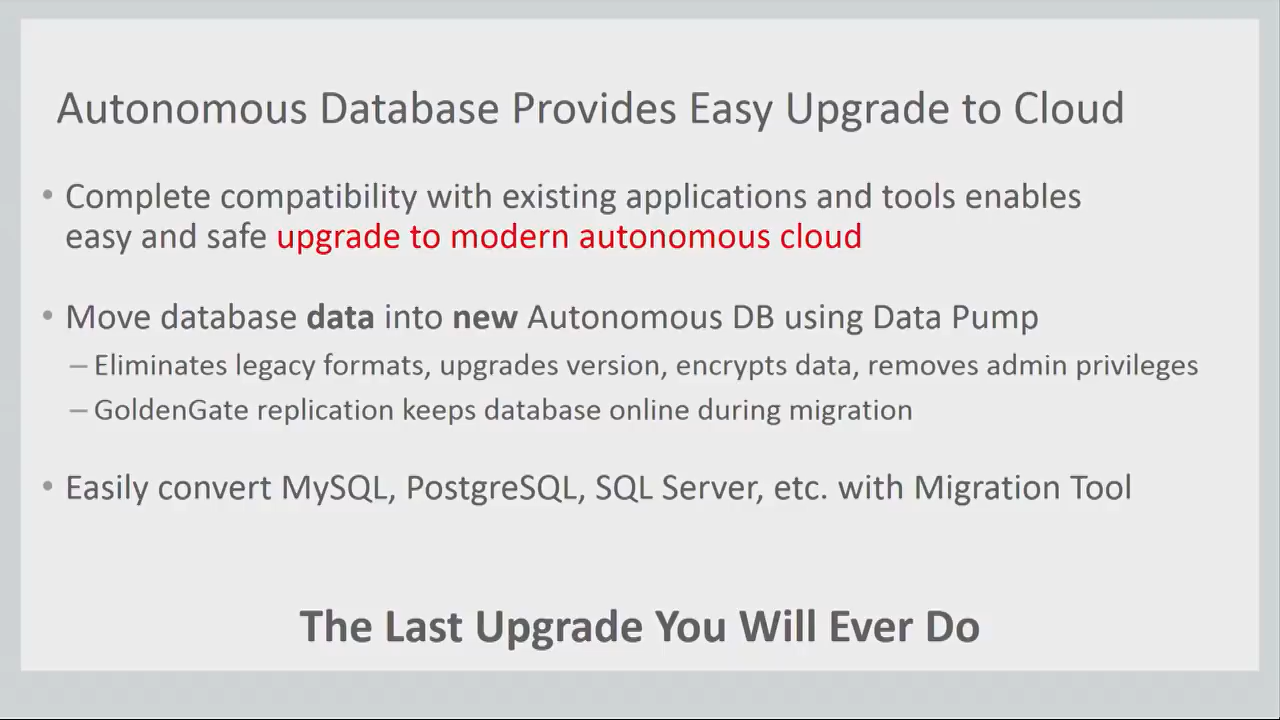 Autonomous Database Provides Easy Upgrade to Cloud
• Complete compatibility with existing applications and tools enables
easy and safe upgrade to modern autonomous cloud
• Move database data into new Autonomous DB using Data Pump
– Eliminates legacy formats, upgrades version, encrypts data, removes admin privileges
– GoldenGate replication keeps database online during migration
• Easily convert MySQL, PostgreSQL, SQL Server, etc. with Migration Tool
The Last Upgrade You Will Ever Do